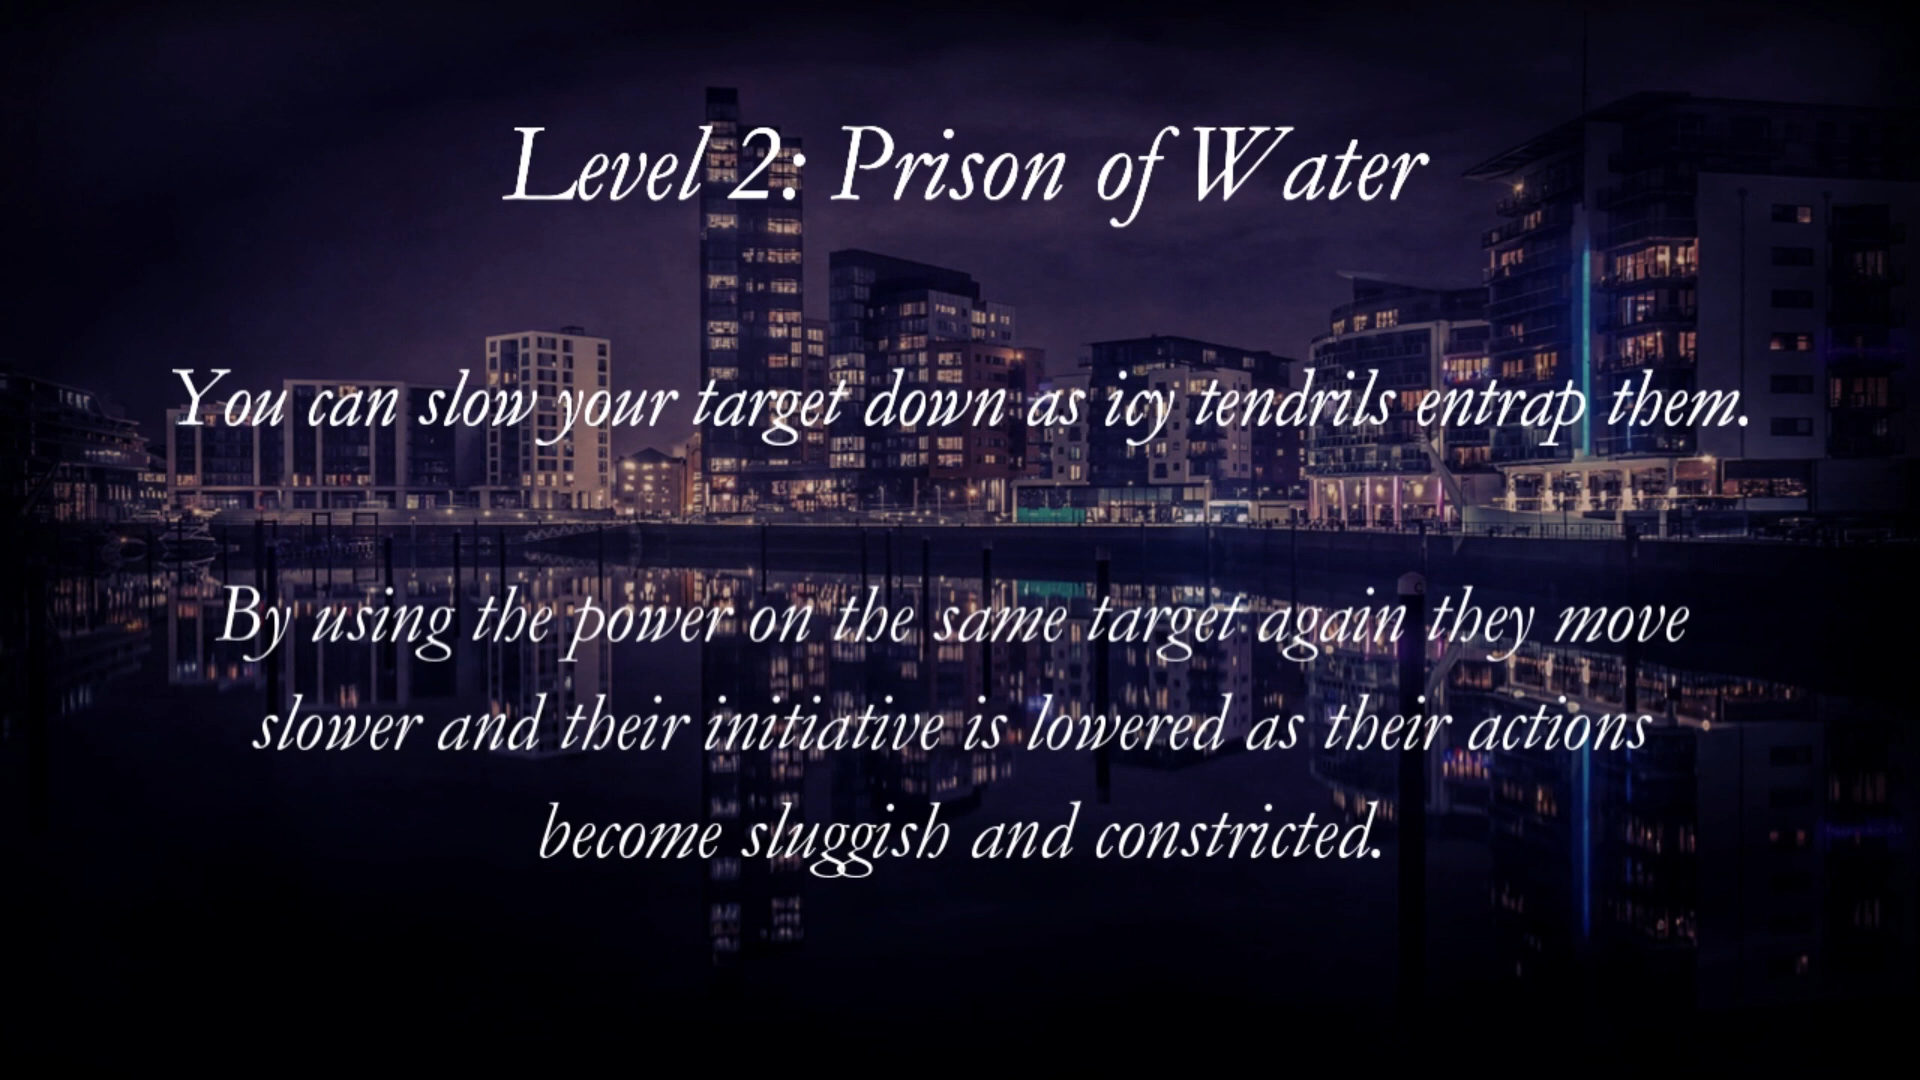 Level 2: Prison of Water
You can slow your target down as icy tendrils entrap them.
By using the power on the same target again they move
slower and their initiative is lowered as their actions
become sluggish and constricted.